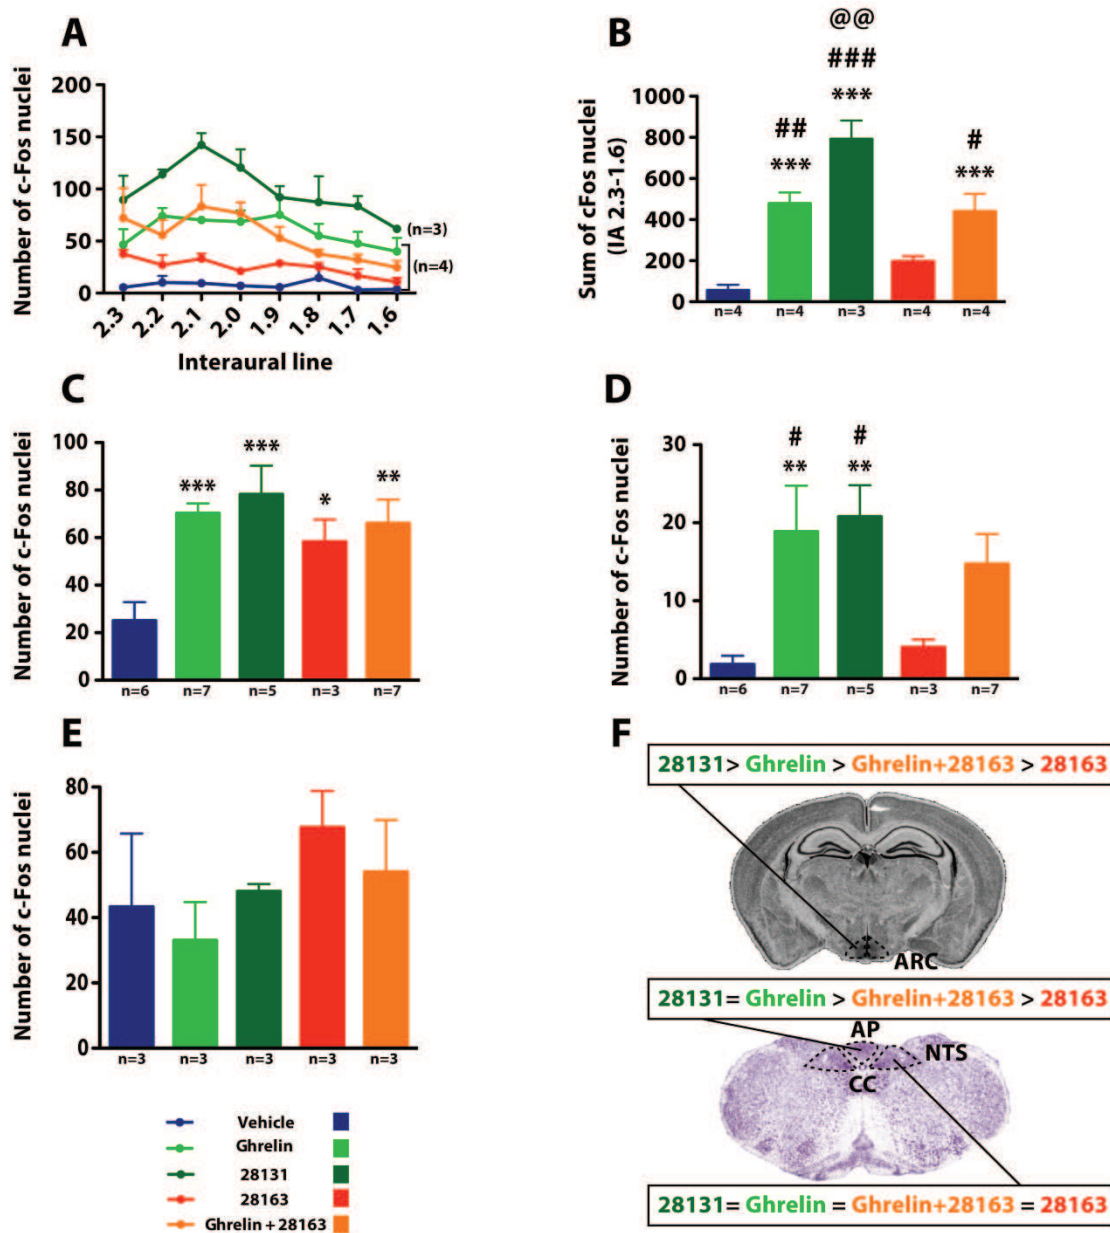 A
Number of c-Fos nuclei
200
150
100
50
0
(n=3)
(n=4)
2.3 2.2 2.1 2.0 1.9 1.8 1.7 1.6
Interaural line
B
Sum of cFos nuclei
(IA 2.3-1.6)
1000
800
600
400
200
0
@@
## ### #
*** *** ***
n=4 n=4 n=3 n=4 n=4
C
Number of c-Fos nuclei
100
80
60
40
20
0
*** *** * **
n=6 n=7 n=5 n=3 n=7
D
Number of c-Fos nuclei
30
20
10
0
# #
** **
n=6 n=7 n=5 n=3 n=7
E
Number of c-Fos nuclei
80
60
40
20
0
n=3 n=3 n=3 n=3 n=3
Vehicle
Ghrelin
28131
28163
Ghrelin + 28163
F
28131> Ghrelin > Ghrelin+28163 > 28163
ARC
28131= Ghrelin > Ghrelin+28163 > 28163
AP
NTS
CC
28131= Ghrelin = Ghrelin+28163 = 28163